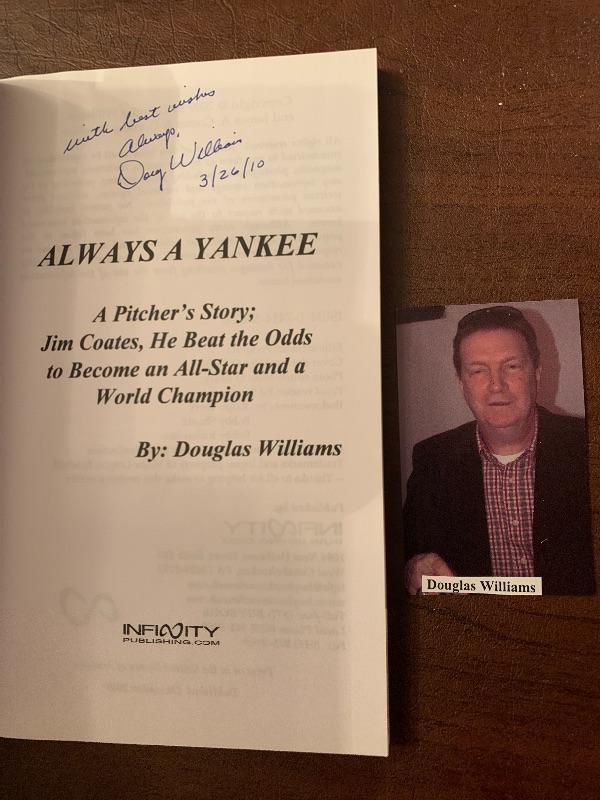 with best wishes
Always,
Doug Williams
3/26/10
ALWAYS A YANKEE
A Pitcher's Story;
Jim Coates, He Beat the Odds
to Become an All-Star and a
World Champion
By: Douglas Williams
INFINITY
PUBLISHING.COM
Douglas Williams